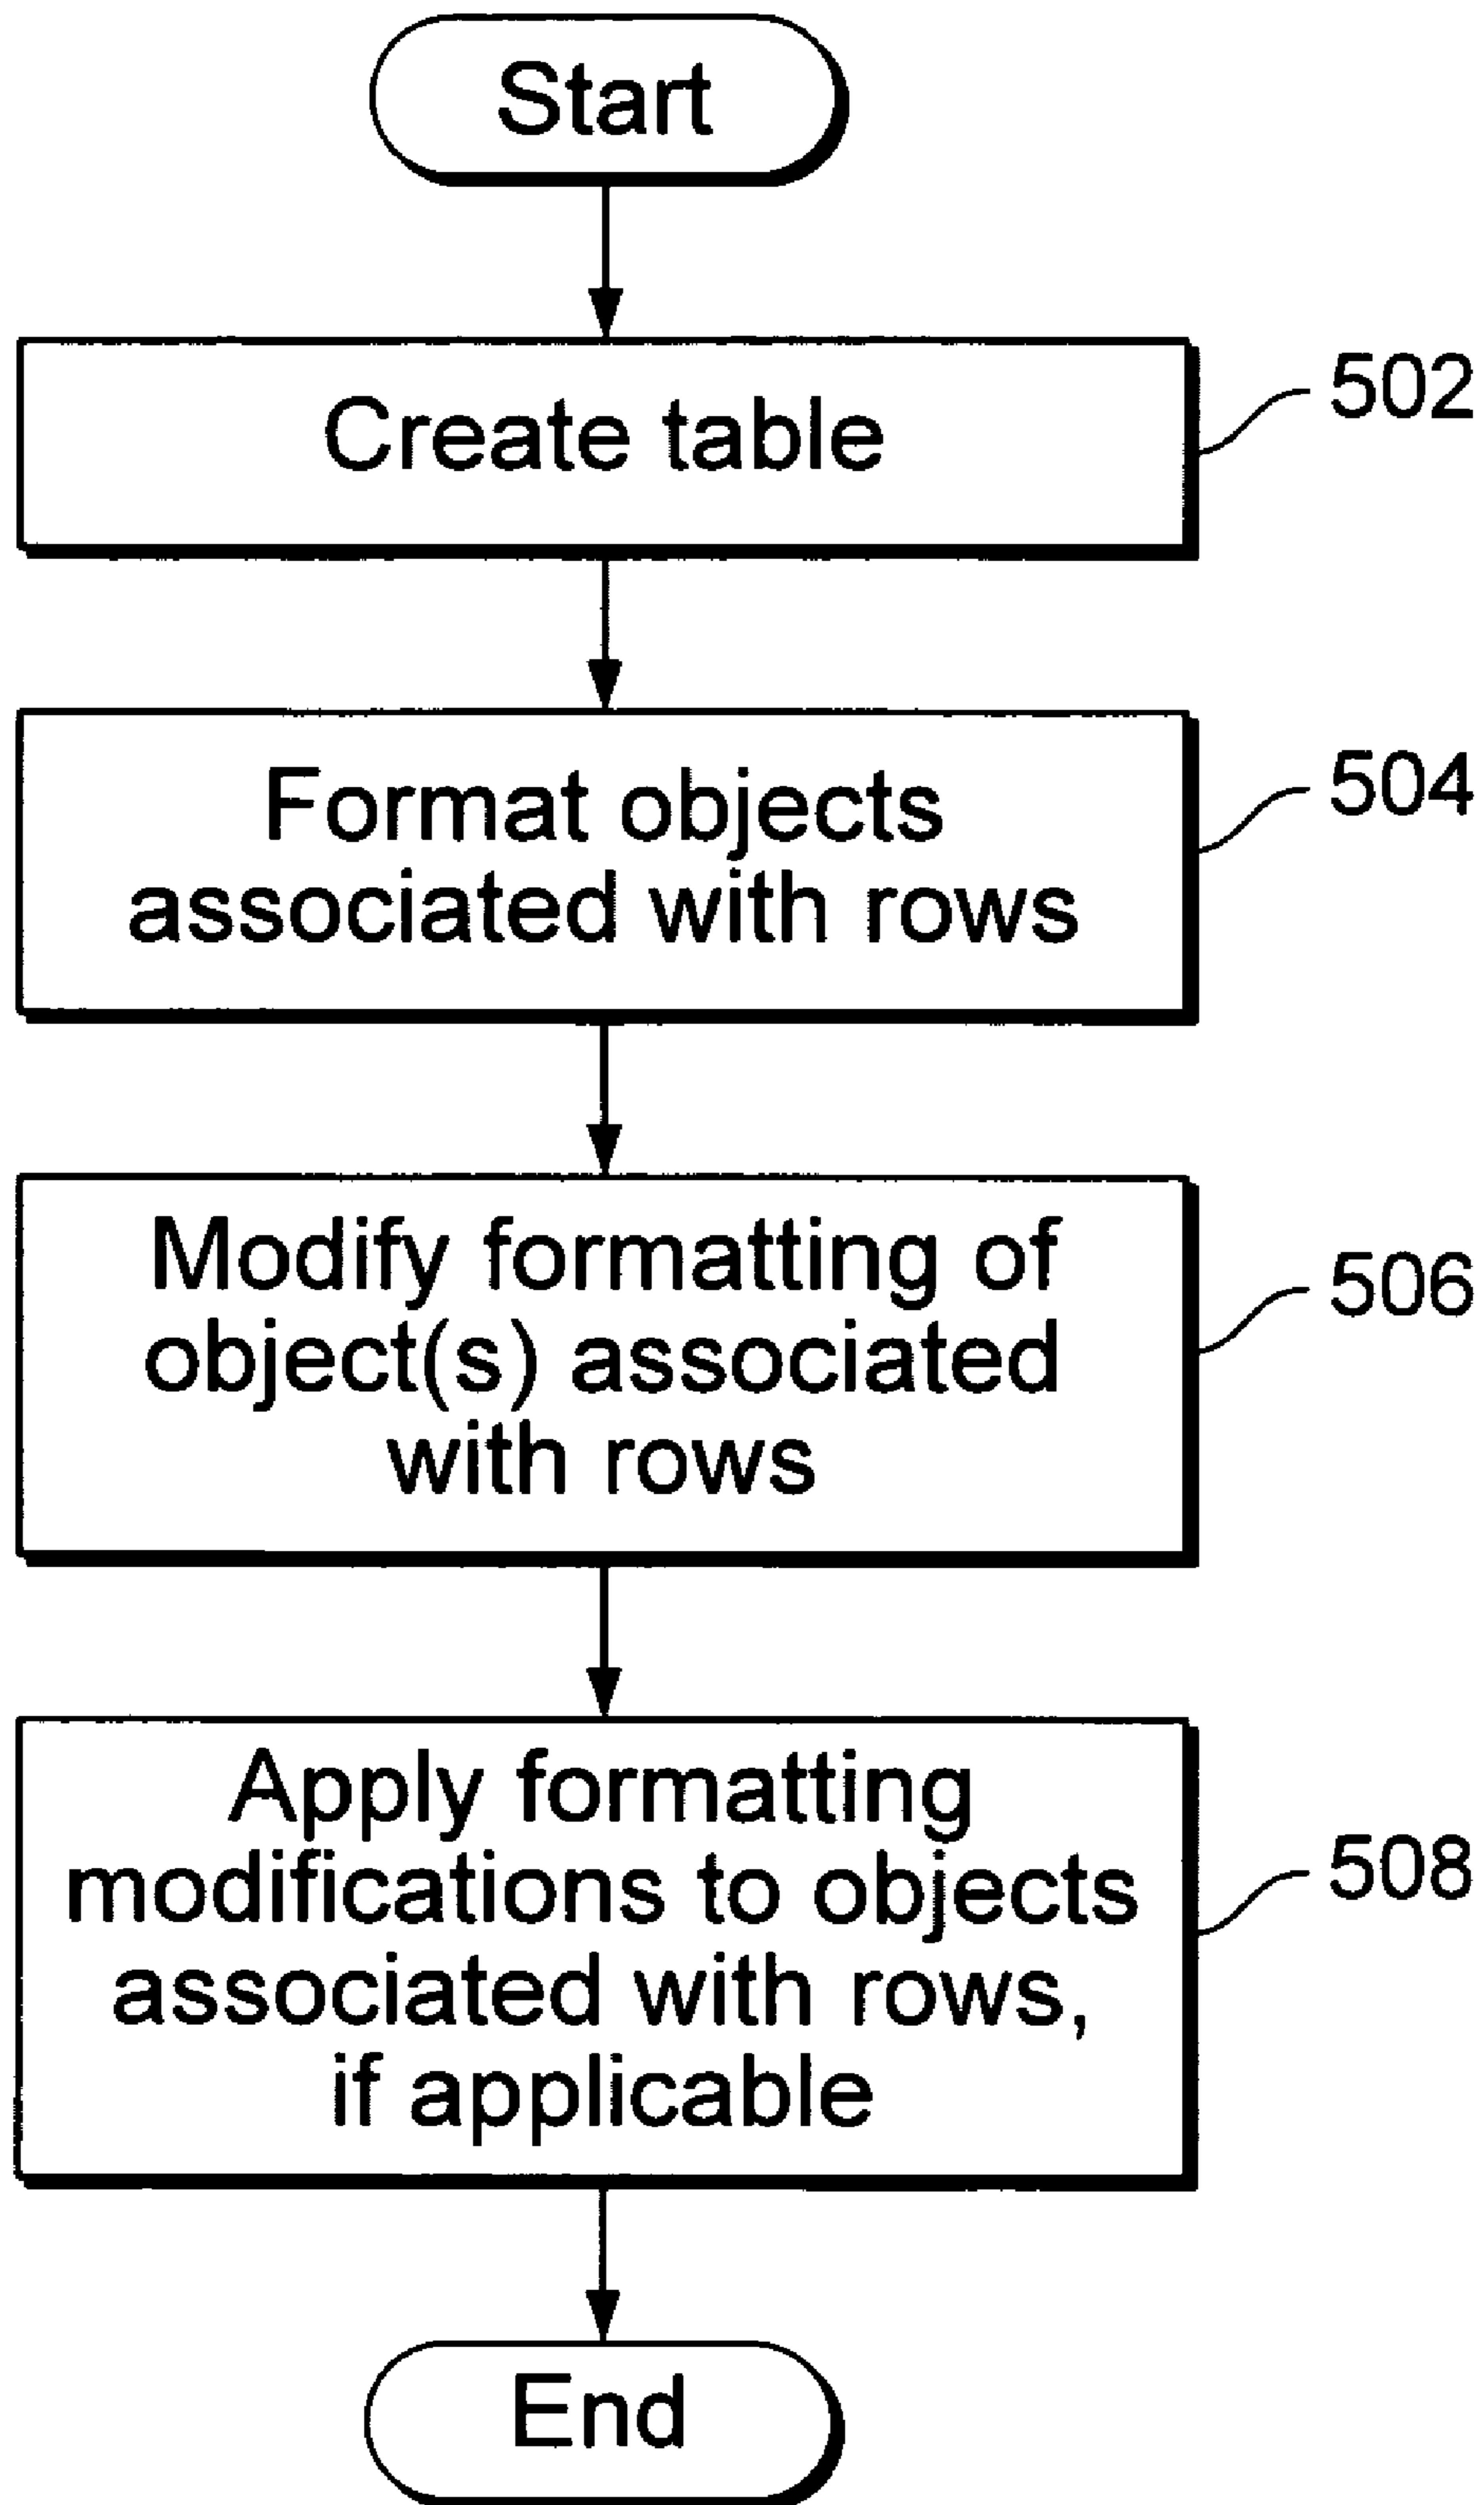 Start
Create table
502
Format objects
associated with rows
504
Modify formatting of
object(s) associated
with rows
506
Apply formatting
modifications to objects
associated with rows,
if applicable
508
End